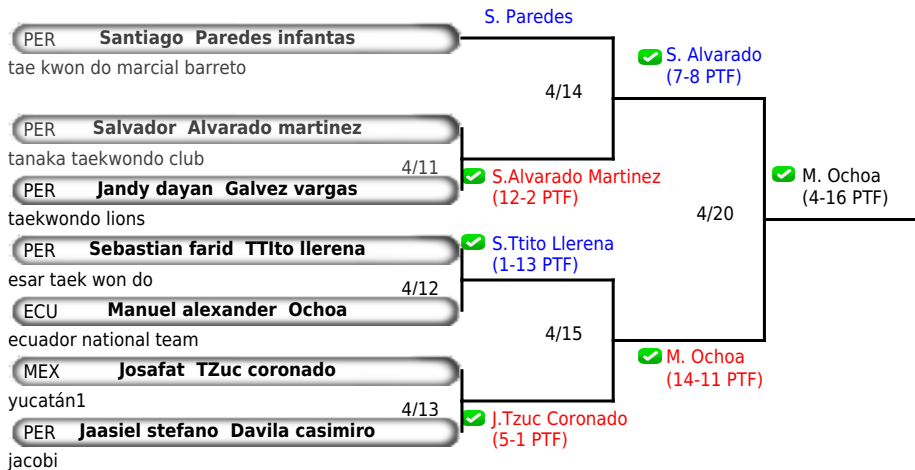 S. Paredes
PER Santiago Paredes infantas
tae kwon do marcial barreto
S. Alvarado
(7-8 PTF)
4/14
PER Salvador Alvarado martinez
tanaka taekwondo club
4/11
S.Alvarado Martinez
(12-2 PTF)
M. Ochoa
(4-16 PTF)
PER Jandy dayan Galvez vargas
taekwondo lions
4/20
PER Sebastian farid TTIto llerena
S.Ttito Llerena
(1-13 PTF)
esar taek won do
4/12
ECU Manuel alexander Ochoa
ecuador national team
4/15
M. Ochoa
(14-11 PTF)
MEX Josafat TZuc coronado
yucatán1
4/13
J.Tzuc Coronado
(5-1 PTF)
PER Jaasiel stefano Davila casimiro
jacobi